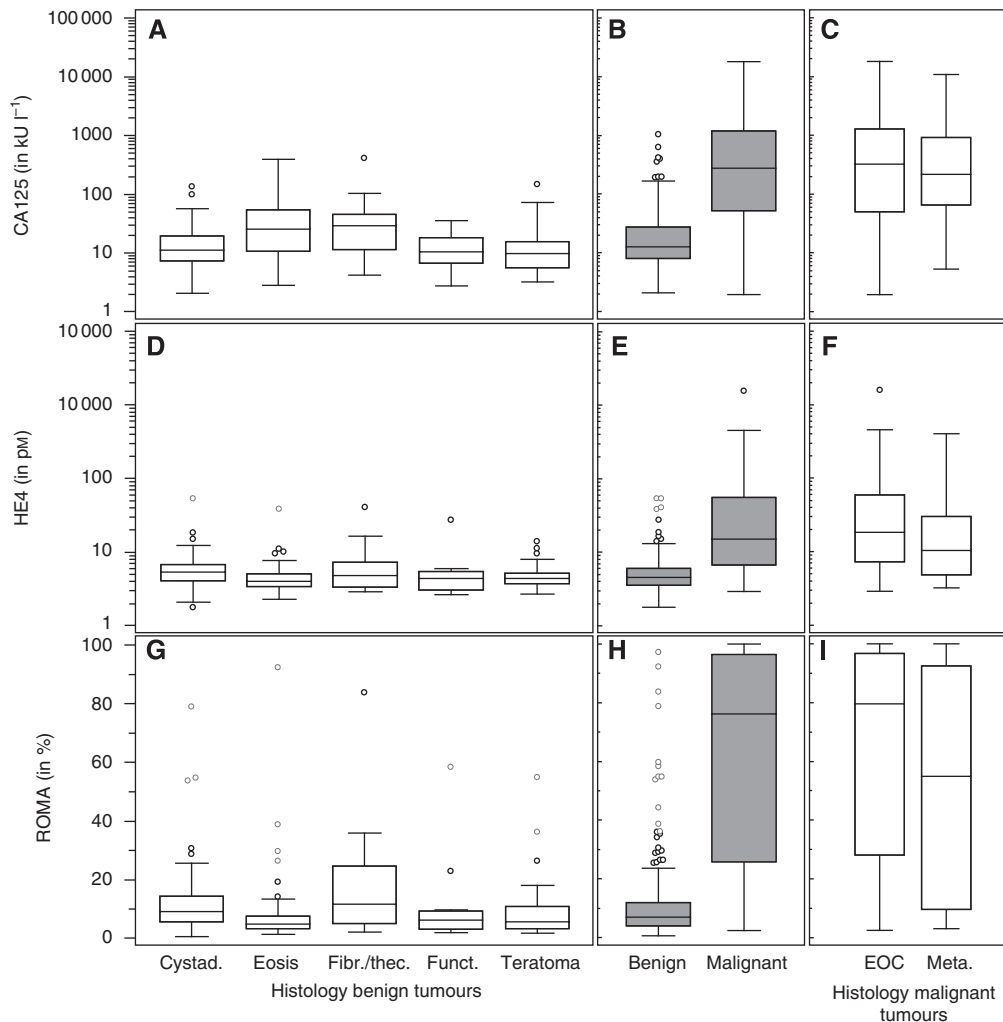 A
B
C
100 000
10 000
1000
100
10
1
CA125 (in kU l⁻¹)
D
E
F
10 000
10 000
100
10
1
HE4 (in pM)
G
H
I
100
80
60
40
20
0
ROMA (in %)
Cystad. Eosis Fibr./thec. Funct. Teratoma
Benign Malignant
EOC Meta.
Histology benign tumours
Histology malignant
tumours